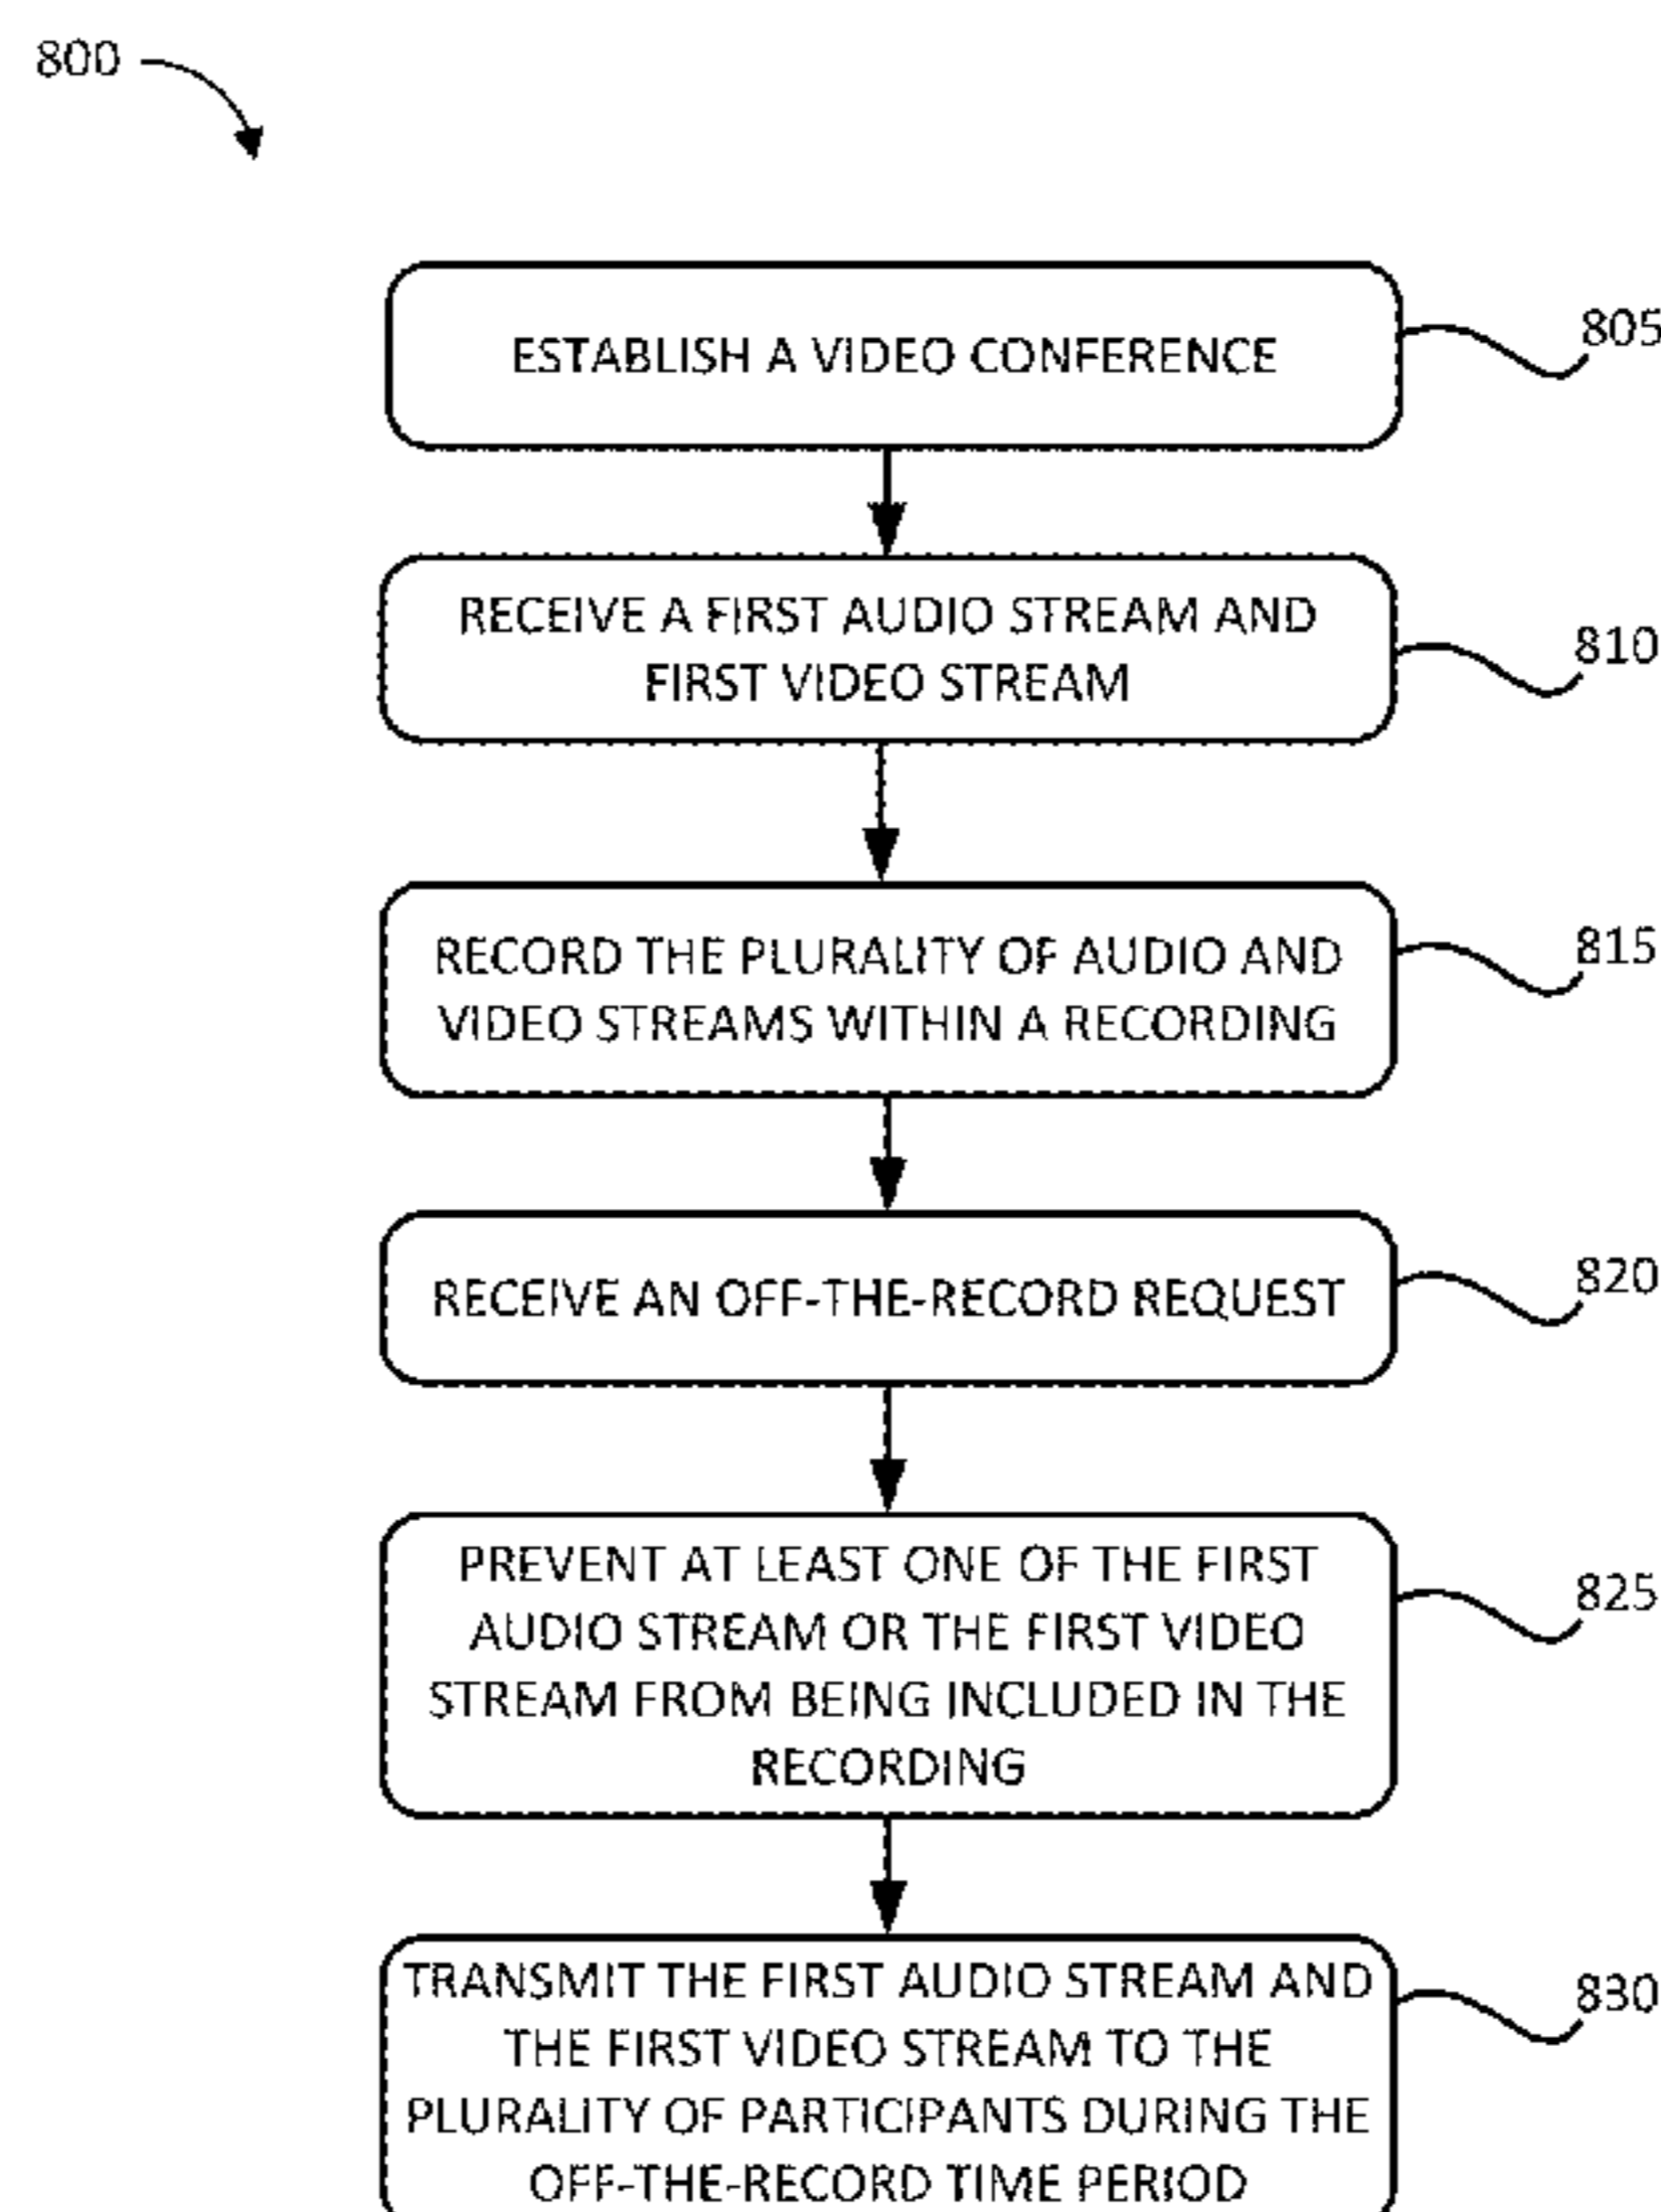 800
ESTABLISH A VIDEO CONFERENCE
805
RECEIVE A FIRST AUDIO STREAM AND
FIRST VIDEO STREAM
810
RECORD THE PLURALITY OF AUDIO AND
VIDEO STREAMS WITHIN A RECORDING
815
RECEIVE AN OFF-THE-RECORD REQUEST
820
PREVENT AT LEAST ONE OF THE FIRST
AUDIO STREAM OR THE FIRST VIDEO
STREAM FROM BEING INCLUDED IN THE
RECORDING
825
TRANSMIT THE FIRST AUDIO STREAM AND
THE FIRST VIDEO STREAM TO THE
PLURALITY OF PARTICIPANTS DURING THE
OFF-THE-RECORD TIME PERIOD
830